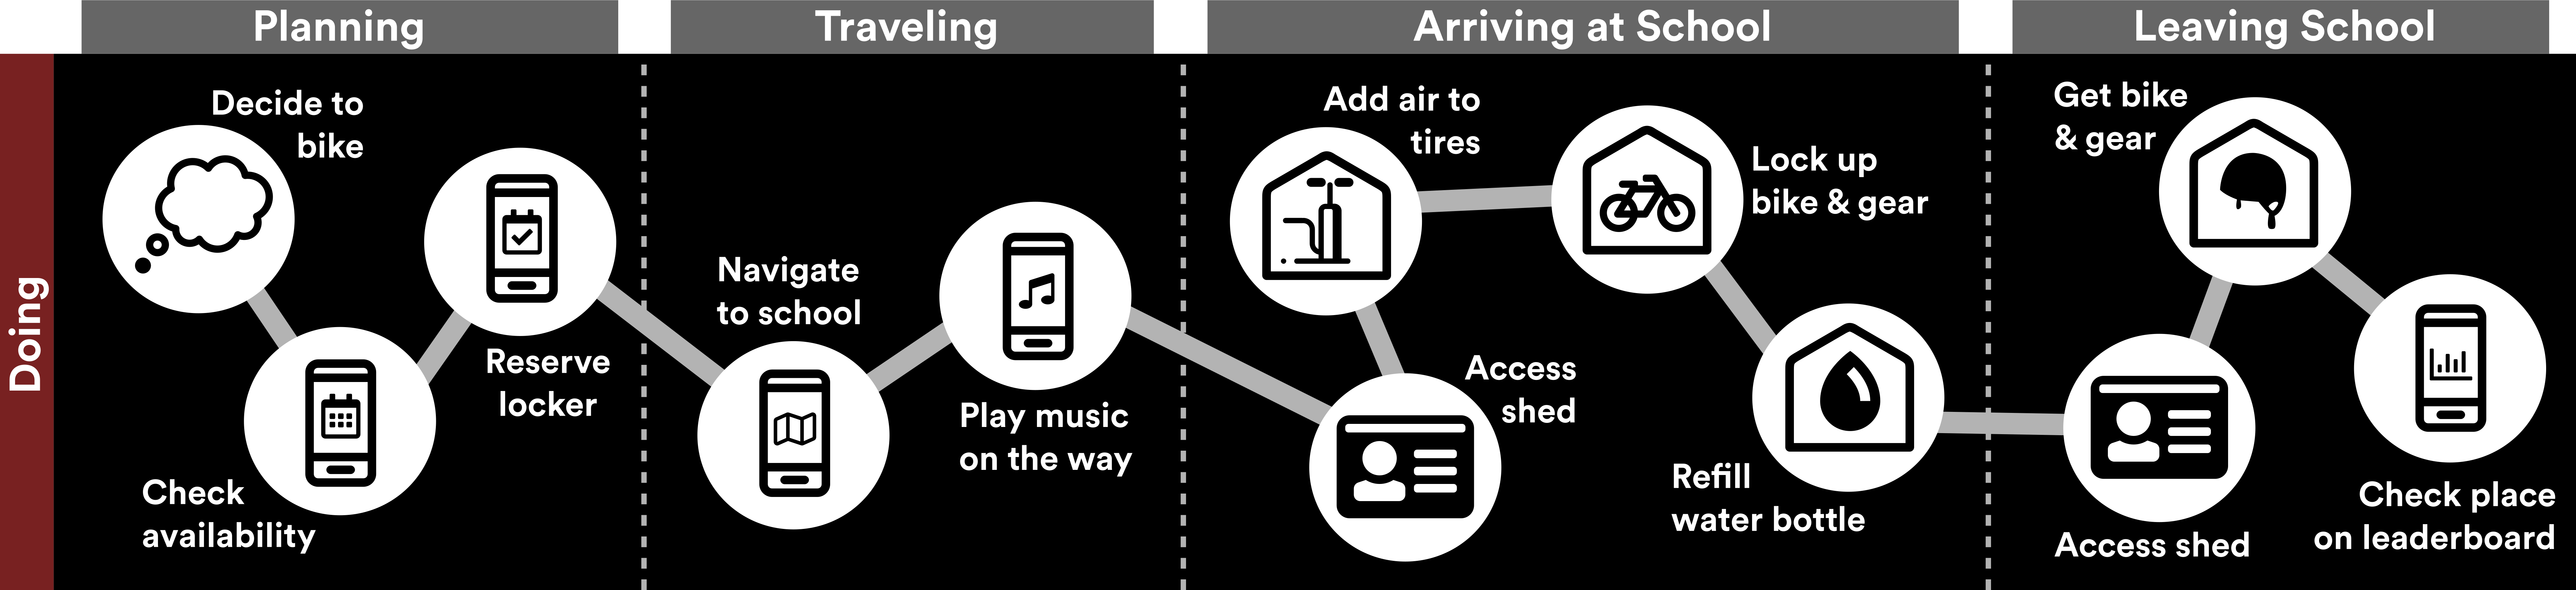 Planning
Traveling
Arriving at School
Leaving School
Doing
Decide to
bike
Check
availability
Reserve
locker
Navigate
to school
Play music
on the way
Access
shed
Add air to
tires
Lock up
bike & gear
Refill
water bottle
Access shed
Get bike
& gear
Check place
on leaderboard